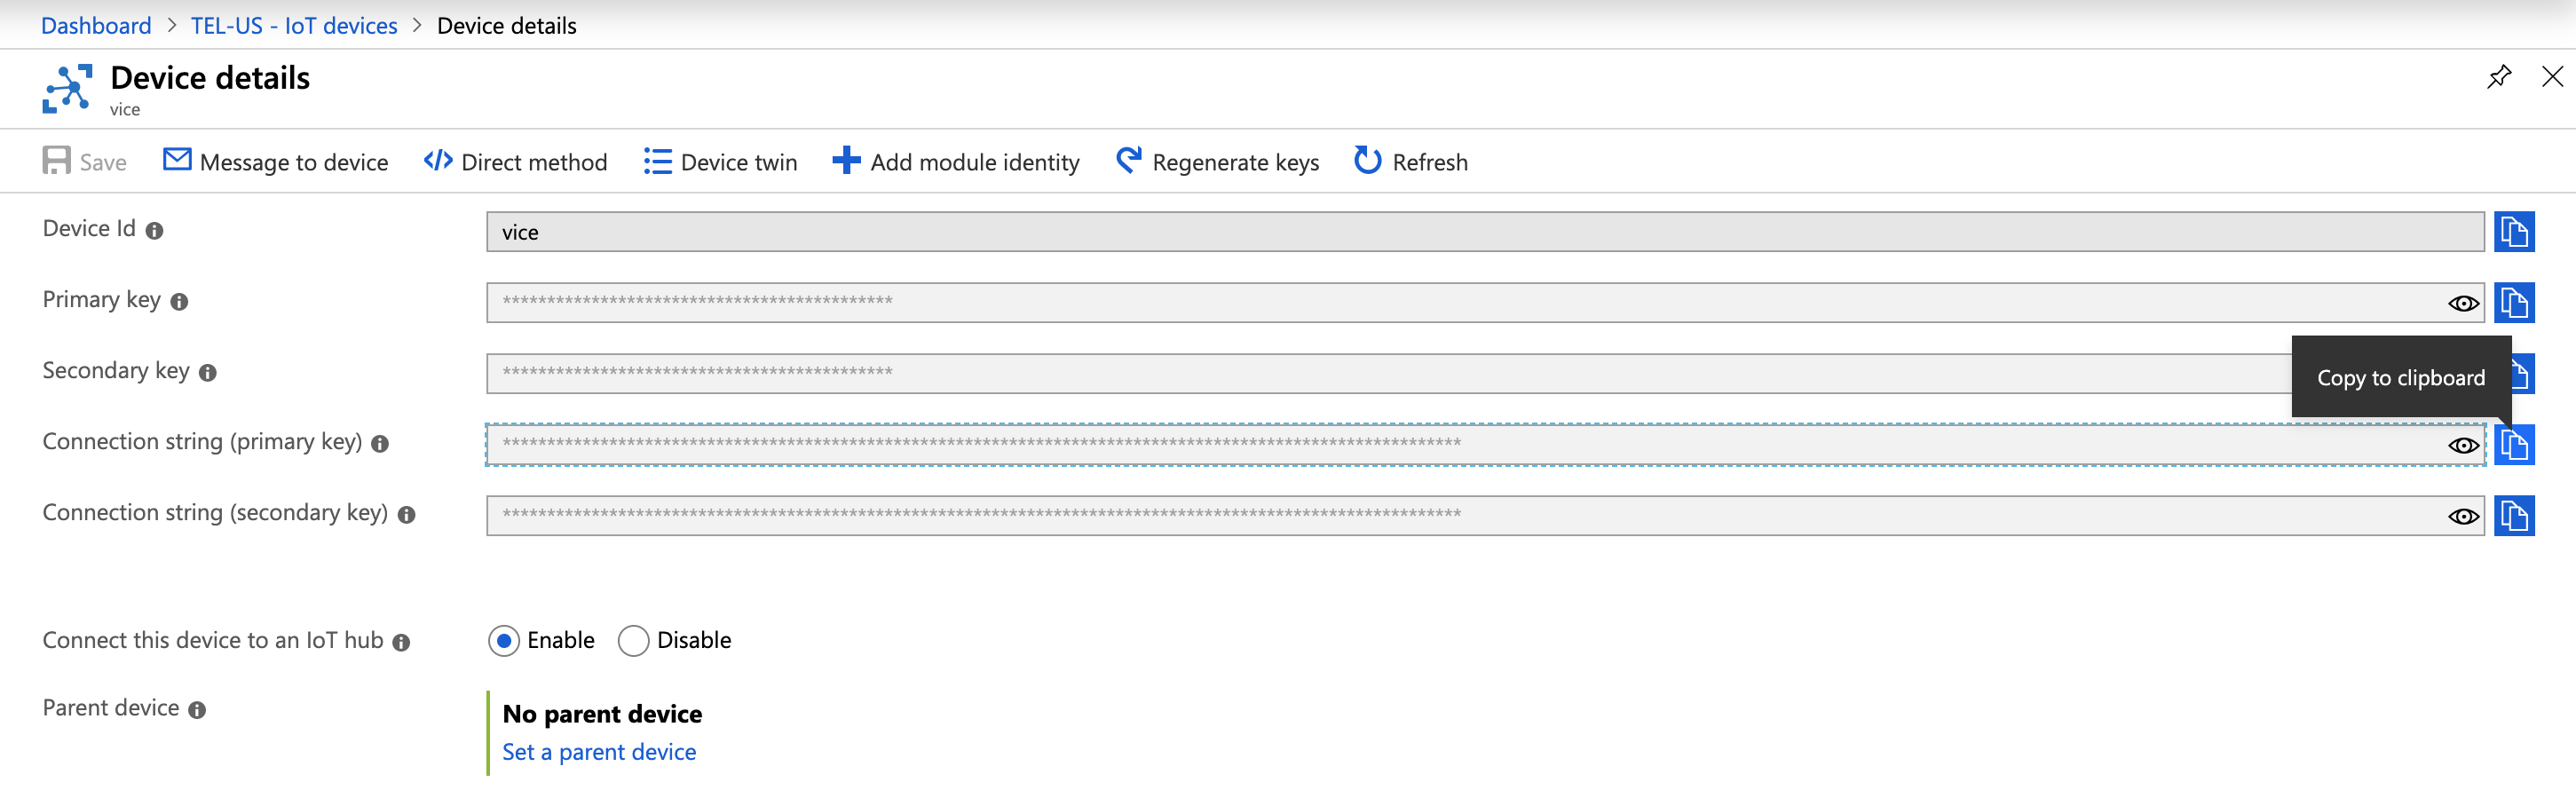 Dashboard > TEL-US - IoT devices > Device details
Device details
vice
Save Message to device Direct method Device twin Add module identity Regenerate keys Refresh
Device Id vice
Primary key ********************************************
Secondary key ********************************************
Copy to clipboard
Connection string (primary key) ************************************************************************************************************
Connection string (secondary key) ************************************************************************************************************
Connect this device to an IoT hub Enable Disable
Parent device No parent device
Set a parent device